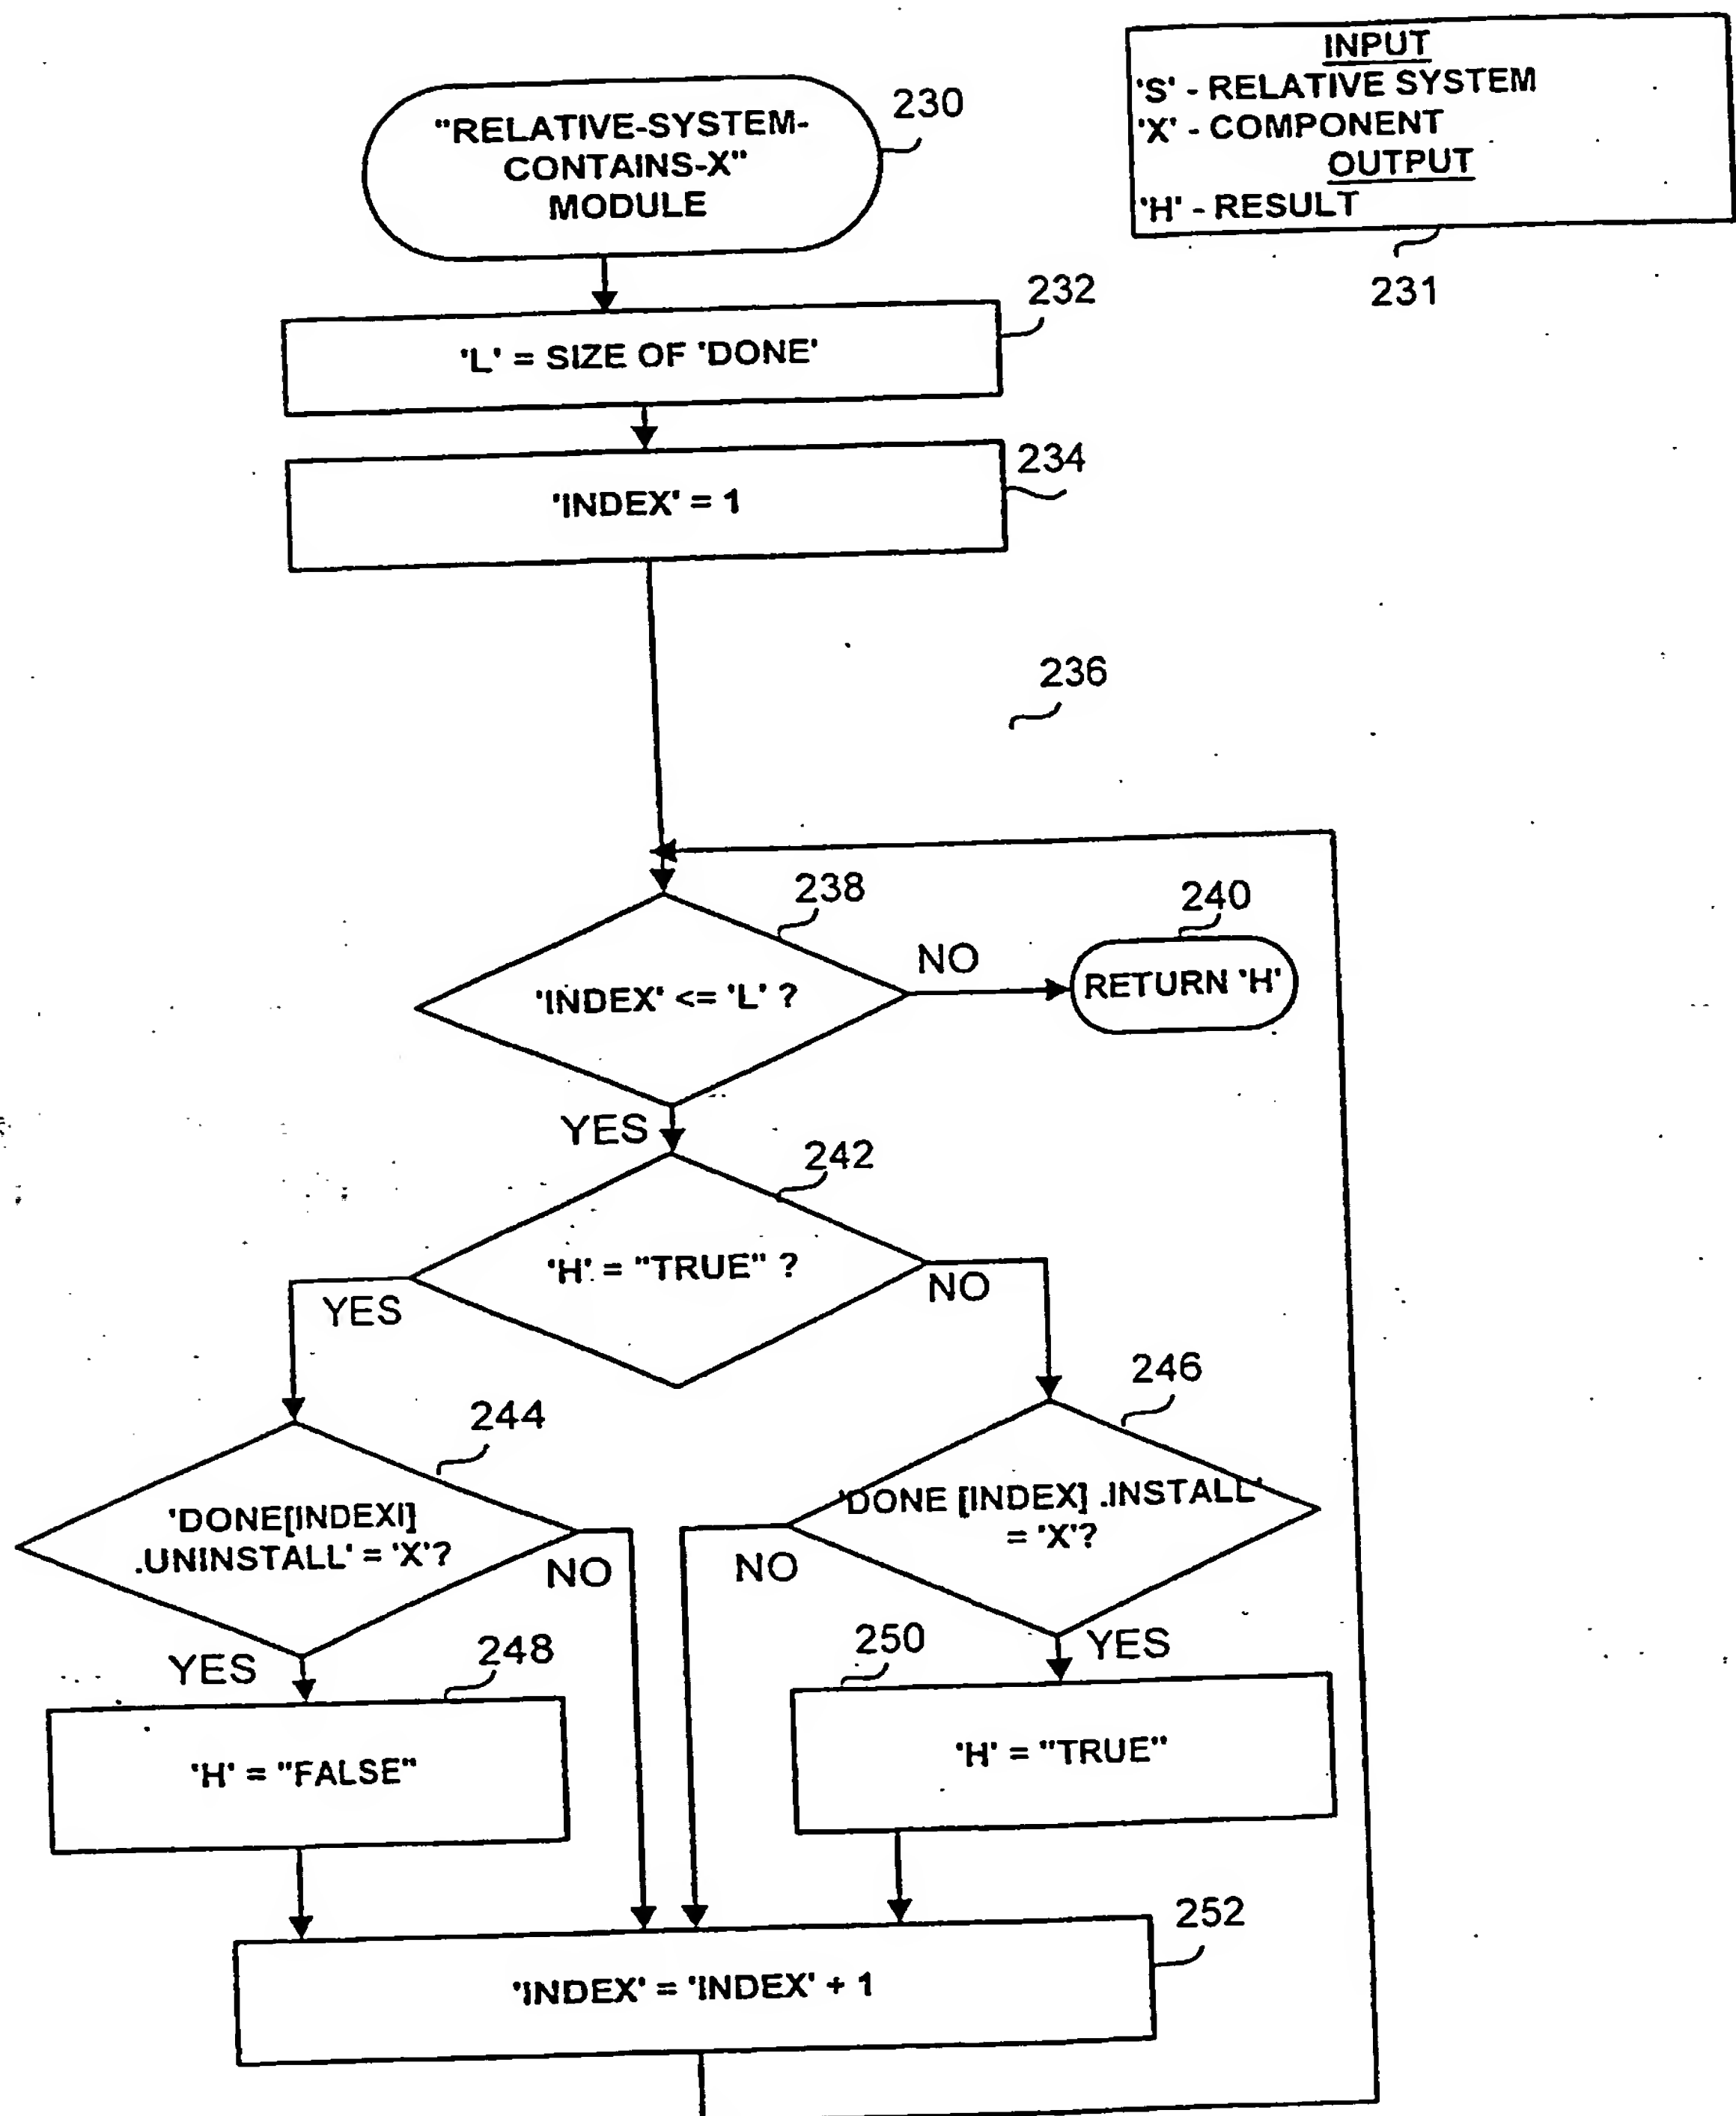 INPUT
'S' - RELATIVE SYSTEM
'X' - COMPONENT
OUTPUT
'H' - RESULT
231
"RELATIVE-SYSTEM-
CONTAINS-X"
MODULE
230
'L' = SIZE OF 'DONE'
232
'INDEX' = 1
234
236
'INDEX' <= 'L' ?
238
NO
RETURN 'H'
240
YES
'H' = "TRUE" ?
242
YES
NO
'DONE[INDEXI]
.UNINSTALL' = 'X'?
244
NO
'DONE [INDEX] .INSTALL'
= 'X'?
246
NO
YES
'H' = "FALSE"
248
YES
'H' = "TRUE"
250
'INDEX' = 'INDEX' + 1
252